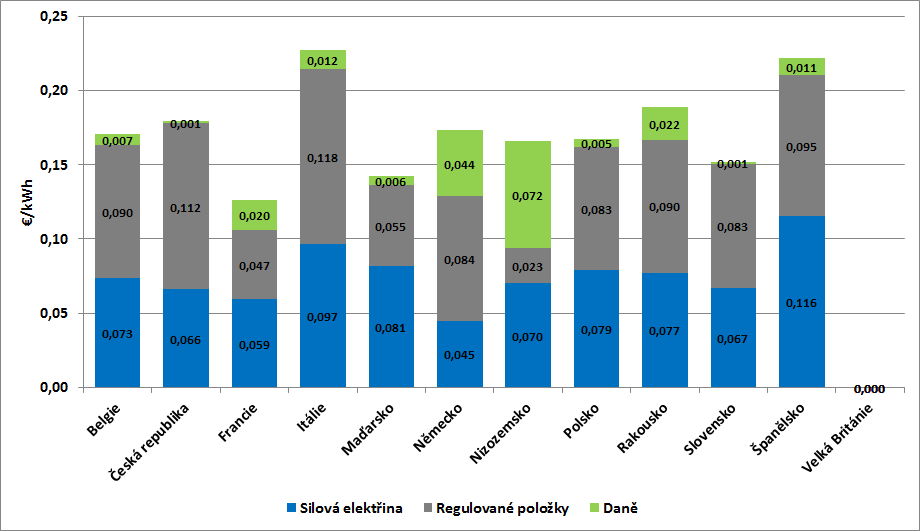 0,25
0,20
0,15
0,10
0,05
0,00
€/kWh
0,007 0,001 0,020 0,012 0,006 0,044 0,072 0,005 0,022 0,001 0,011
0,090 0,112 0,047 0,118 0,055 0,084 0,023 0,083 0,090 0,083 0,095
0,073 0,066 0,059 0,097 0,081 0,045 0,070 0,079 0,077 0,067 0,116 0,000
Belgie
Česká republika
Francie
Itálie
Maďarsko
Německo
Nizozemsko
Polsko
Rakousko
Slovensko
Španělsko
Velká Británie
Silová elektřina Regulované položky Daně